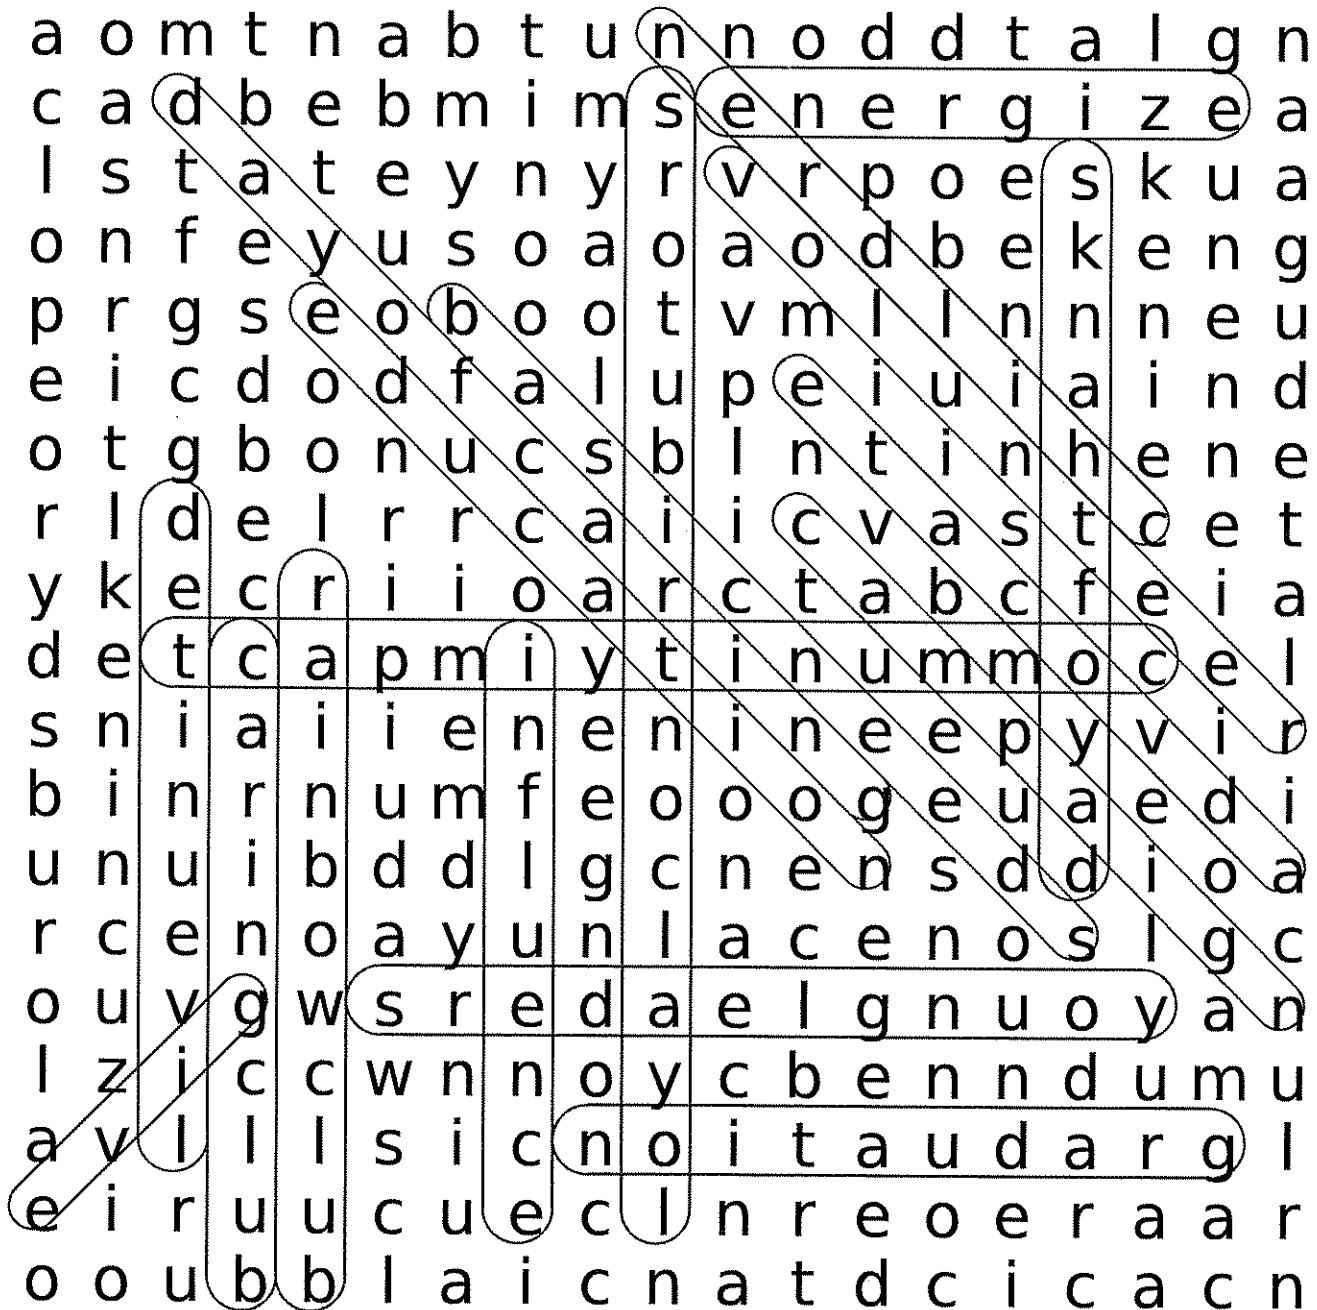 a o m t n a b t u n n o d d t a l g n
c a d b e b m i m s e n e r g i z e a
l s t a t e y n y r v r p o e s k u a
o n f e y u s o a o a o d b e k e n g
p r g s e o b o o t v m l l n n n e u
e i c d o d f a l u p e i u i a i n d
o t g b o n u c s b l n t i n h e n e
r l d e l r r c a i i c v a s t c e t
y k e c r i i o a r c t a b c f e i a
d e t c a p m i y t i n u m m o c e l
s n i a i i e n e n i n e e p y v i r
b i n r n u m f e o o o g e u a e d i
u n u i b d d l g c n e n s d d i o a
r c e n o a y u n l a c e n o s l g c
o u v g w s r e d a e l g n u o y a n
l z i c c w n n o y c b e n n d u m u
a v l l l s i c n o i t a u d a r g l
e i r u u c u e c l n r e o e r a a r
o o u b b l a i c n a t d c i c a c n